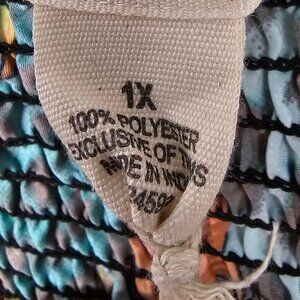 1X
100% POLYESTER
EXCLUSIVE OF
MADE IN